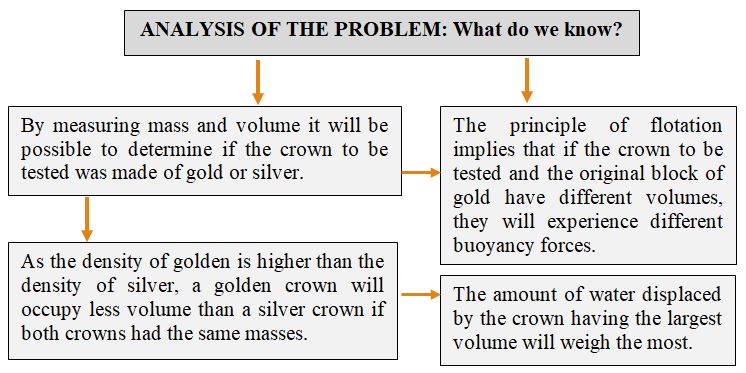 ANALYSIS OF THE PROBLEM: What do we know?
By measuring mass and volume it will be
possible to determine if the crown to be
tested was made of gold or silver.
The principle of flotation
implies that if the crown to be
tested and the original block of
gold have different volumes,
they will experience different
buoyancy forces.
As the density of golden is higher than the
density of silver, a golden crown will
occupy less volume than a silver crown if
both crowns had the same masses.
The amount of water displaced
by the crown having the largest
volume will weigh the most.